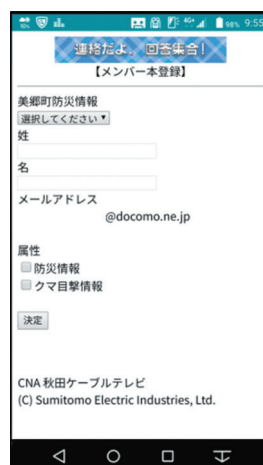 4G 98% 9:55
連絡だよ、回答集合!
【メンバー本登録】
美郷町防災情報
選択してください▼
姓
名
メールアドレス
@docomo.ne.jp
属性
防災情報
クマ目撃情報
決定
CNA 秋田ケーブルテレビ
(C) Sumitomo Electric Industries, Ltd.